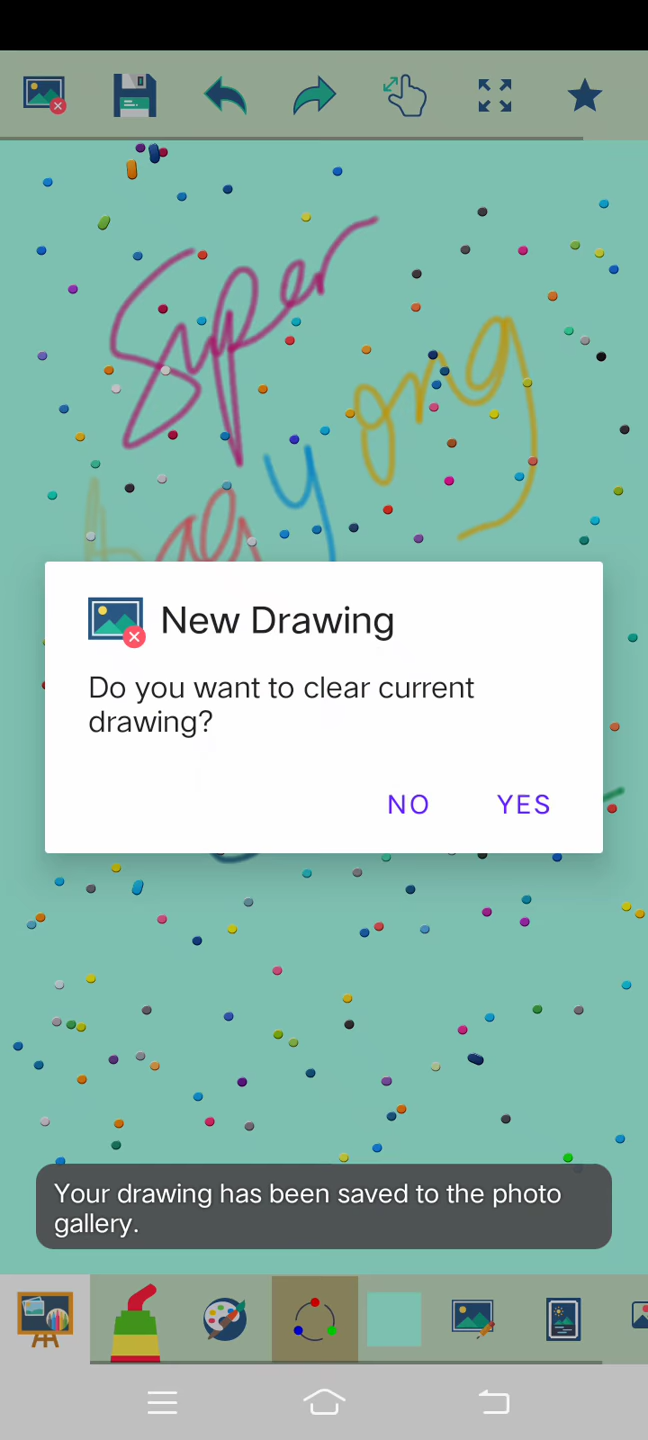 Super
ong
y
New Drawing
Do you want to clear current
drawing?
NO
YES
Your drawing has been saved to the photo
gallery.